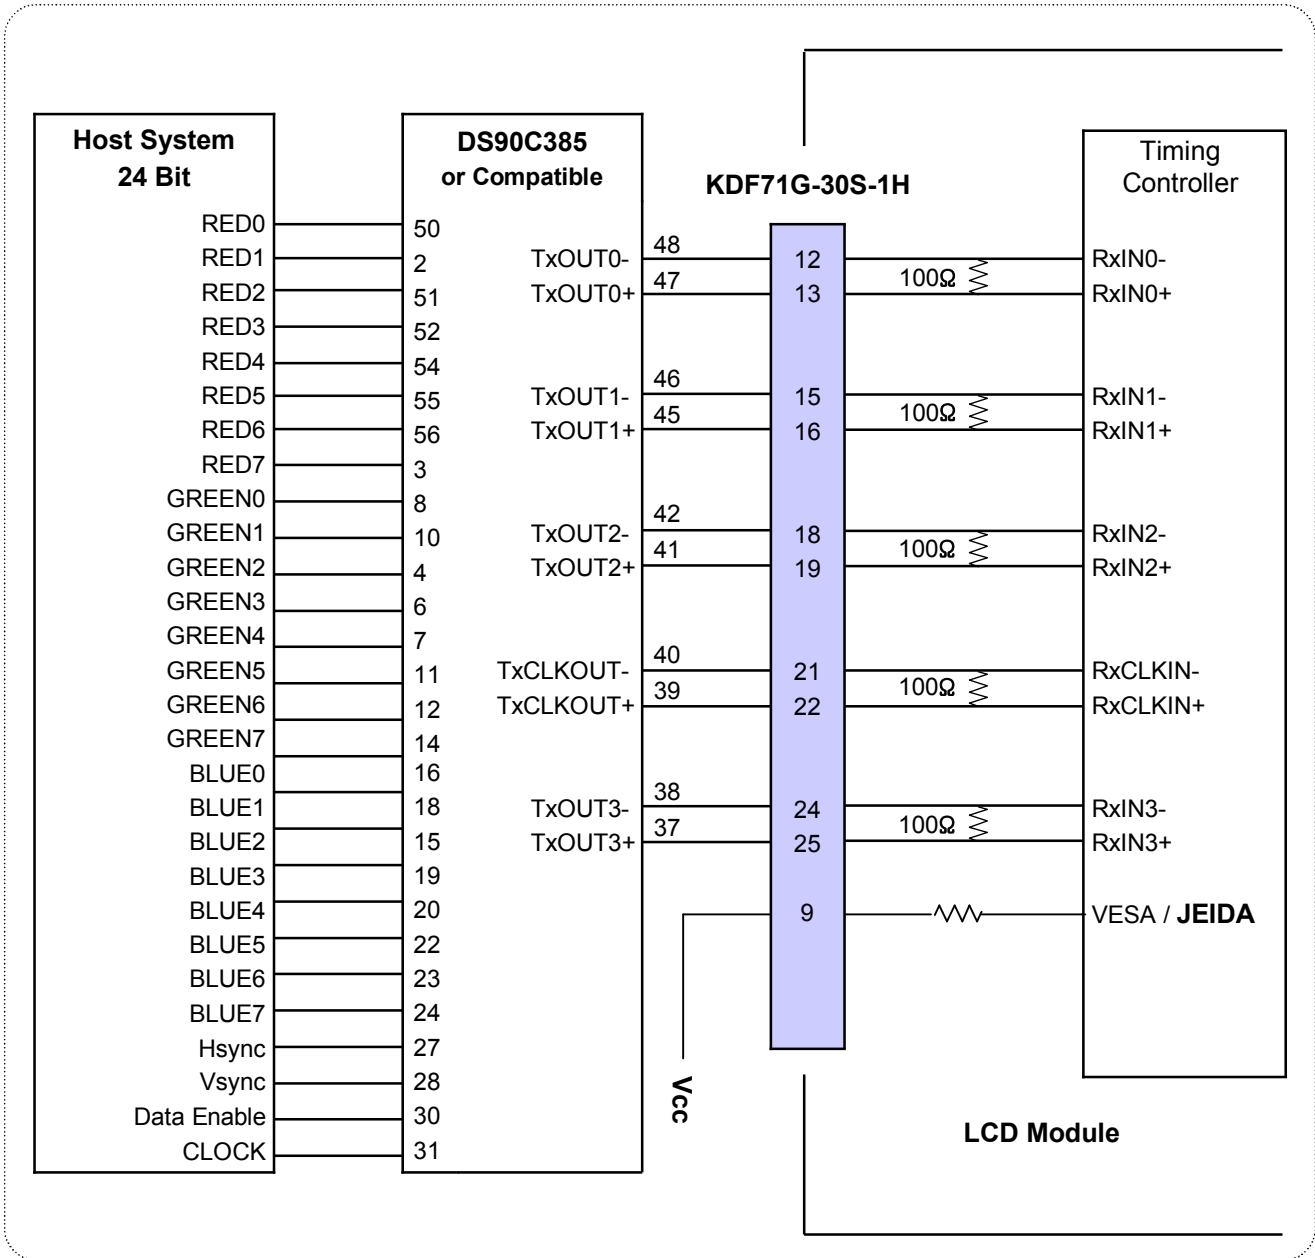 Host System
24 Bit
RED0
RED1
RED2
RED3
RED4
RED5
RED6
RED7
GREEN0
GREEN1
GREEN2
GREEN3
GREEN4
GREEN5
GREEN6
GREEN7
BLUE0
BLUE1
BLUE2
BLUE3
BLUE4
BLUE5
BLUE6
BLUE7
Hsync
Vsync
Data Enable
CLOCK
DS90C385
or Compatible
50
2
51
52
54
55
56
3
8
10
4
6
7
11
12
14
16
18
15
19
20
22
23
24
27
28
30
31
TxOUT0-
TxOUT0+
TxOUT1-
TxOUT1+
TxOUT2-
TxOUT2+
TxCLKOUT-
TxCLKOUT+
TxOUT3-
TxOUT3+
48
47
46
45
42
41
40
39
38
37
Vcc
KDF71G-30S-1H
12
13
15
16
18
19
21
22
24
25
9
100Ω
100Ω
100Ω
100Ω
100Ω
Timing
Controller
RxIN0-
RxIN0+
RxIN1-
RxIN1+
RxIN2-
RxIN2+
RxCLKIN-
RxCLKIN+
RxIN3-
RxIN3+
VESA / JEIDA
LCD Module